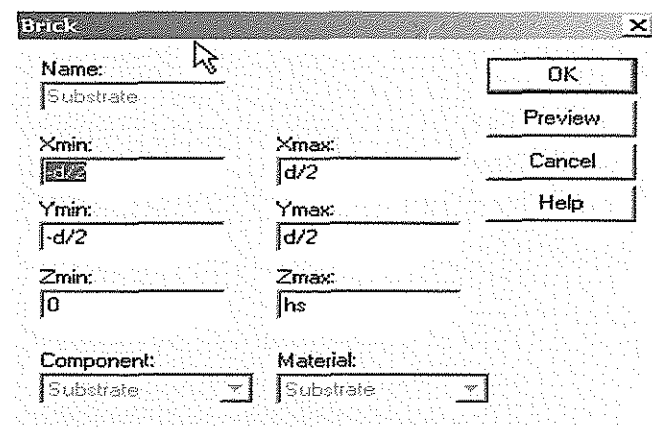 Brick
Name:
OK
Substrate
Preview
Xmin:
Xmax:
-d/2
d/2
Cancel
Ymin:
Ymax:
Help
-d/2
d/2
Zmin:
Zmax:
0
hs
Component:
Material:
Substrate
Substrate